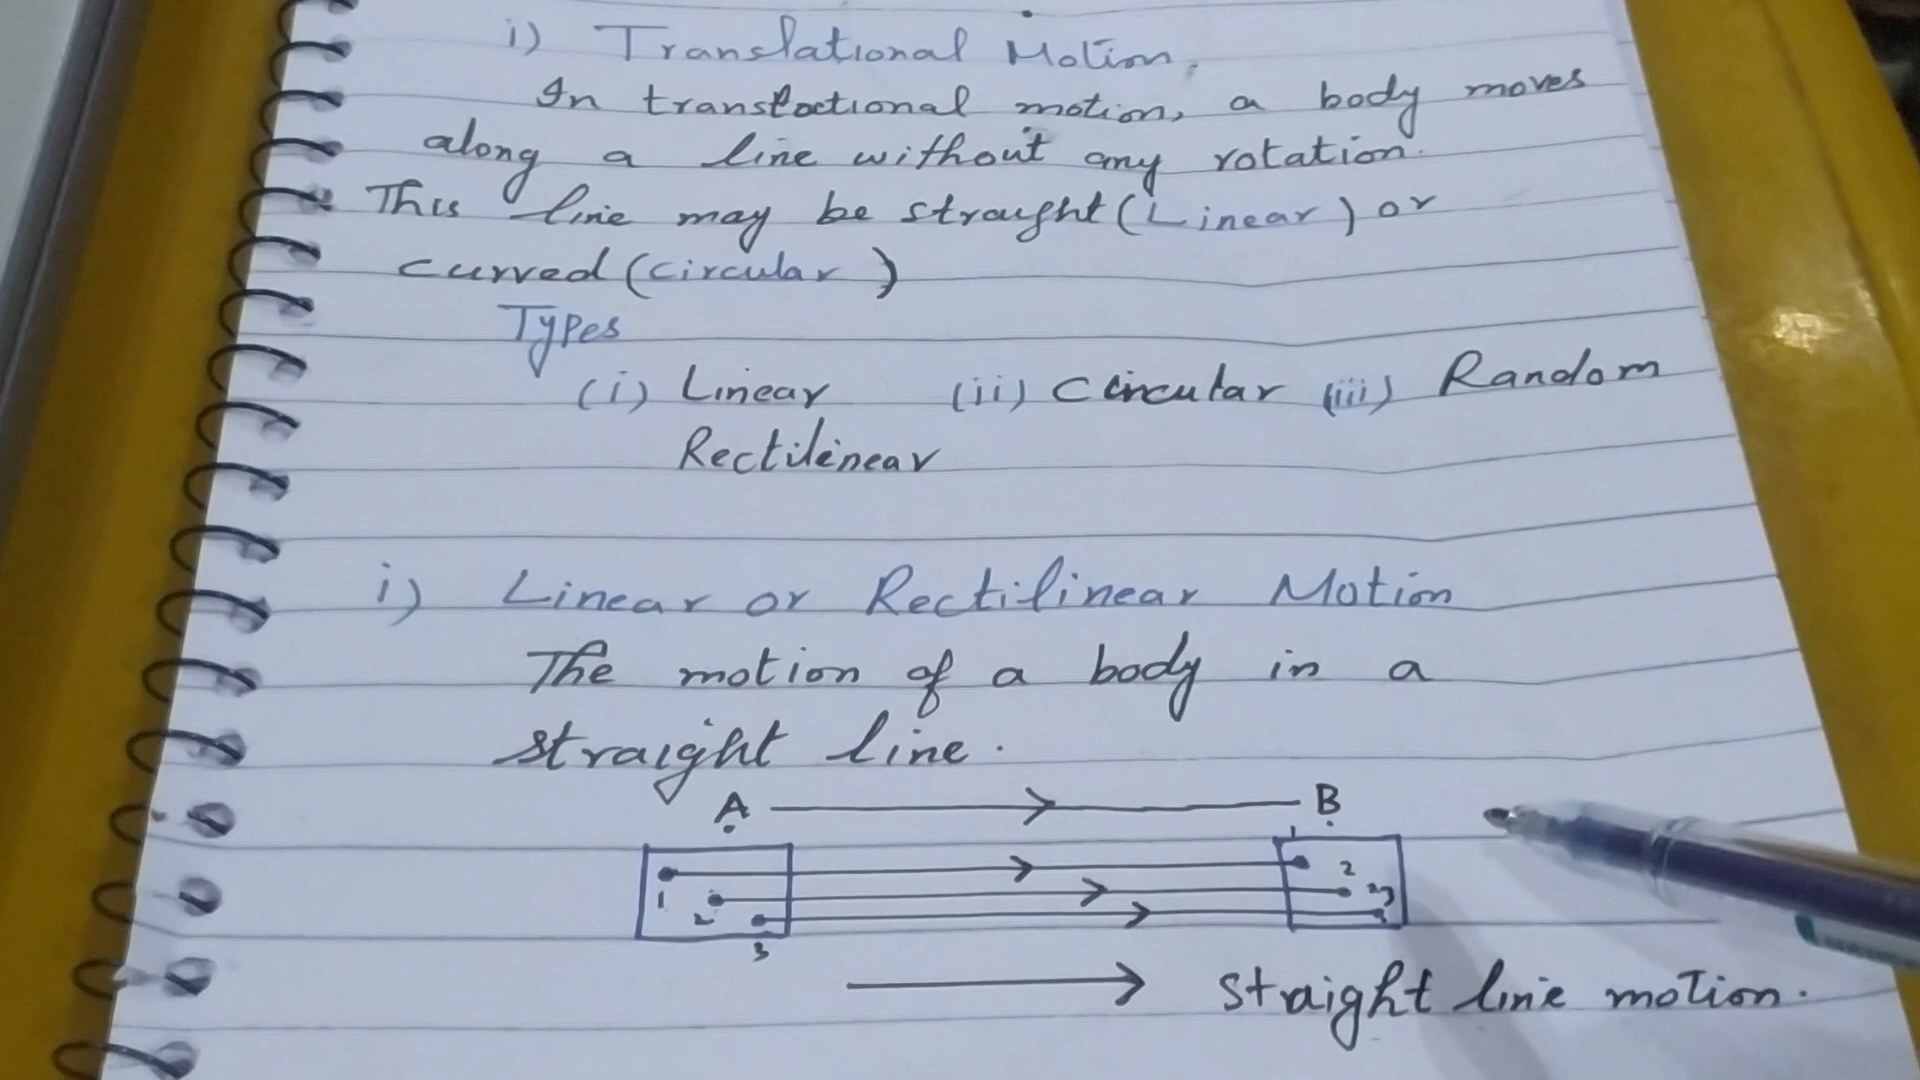 i) Translational Motion,
In translational motion, a body moves
along a line without any rotation.
This line may be straight (Linear) or
curved (circular)
Types
(i) Linear (ii) Circular (iii) Random
Rectilinear
i) Linear or Rectilinear Motion
The motion of a body in a
straight line.
A B
1 2 3
1 2 3
straight line motion.